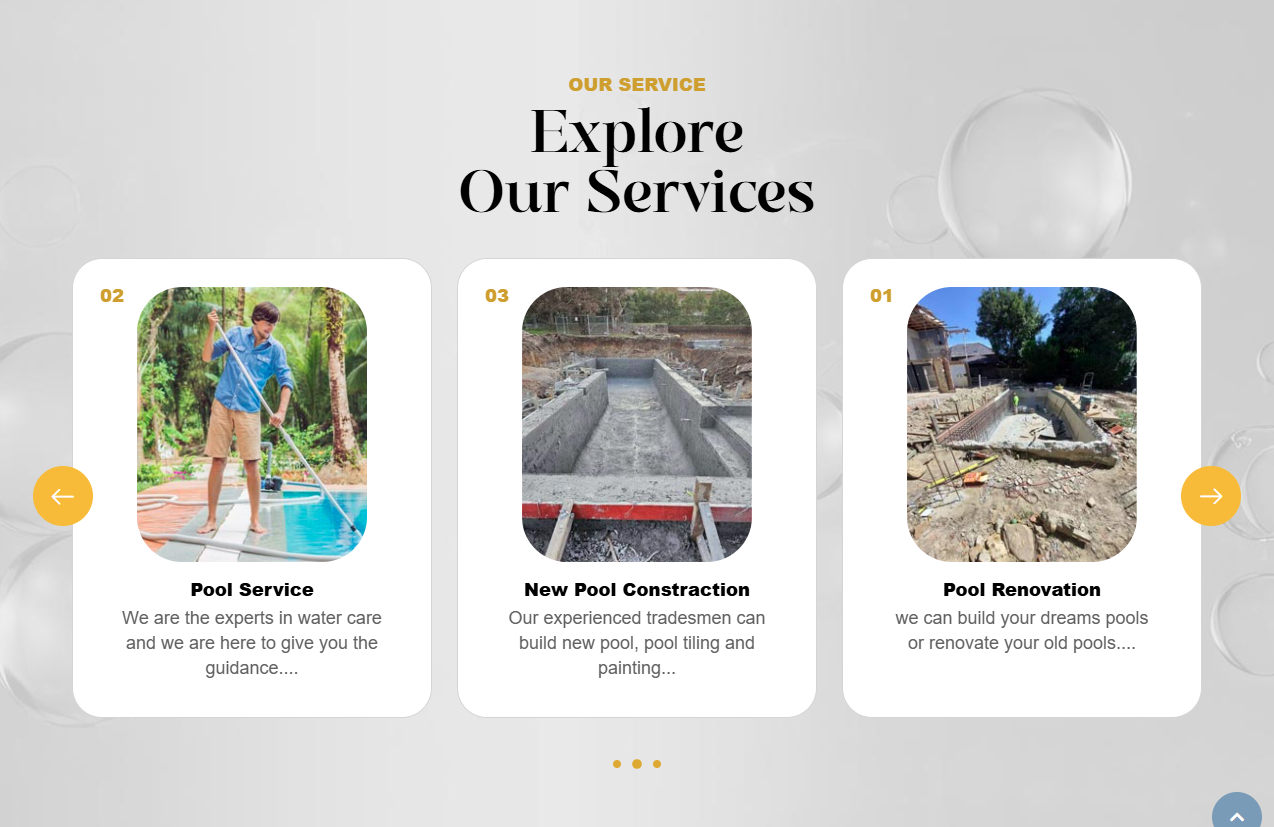 OUR SERVICE
Explore
Our Services
02
Pool Service
We are the experts in water care
and we are here to give you the
guidance....
03
New Pool Constraction
Our experienced tradesmen can
build new pool, pool tiling and
painting...
01
Pool Renovation
we can build your dreams pools
or renovate your old pools....